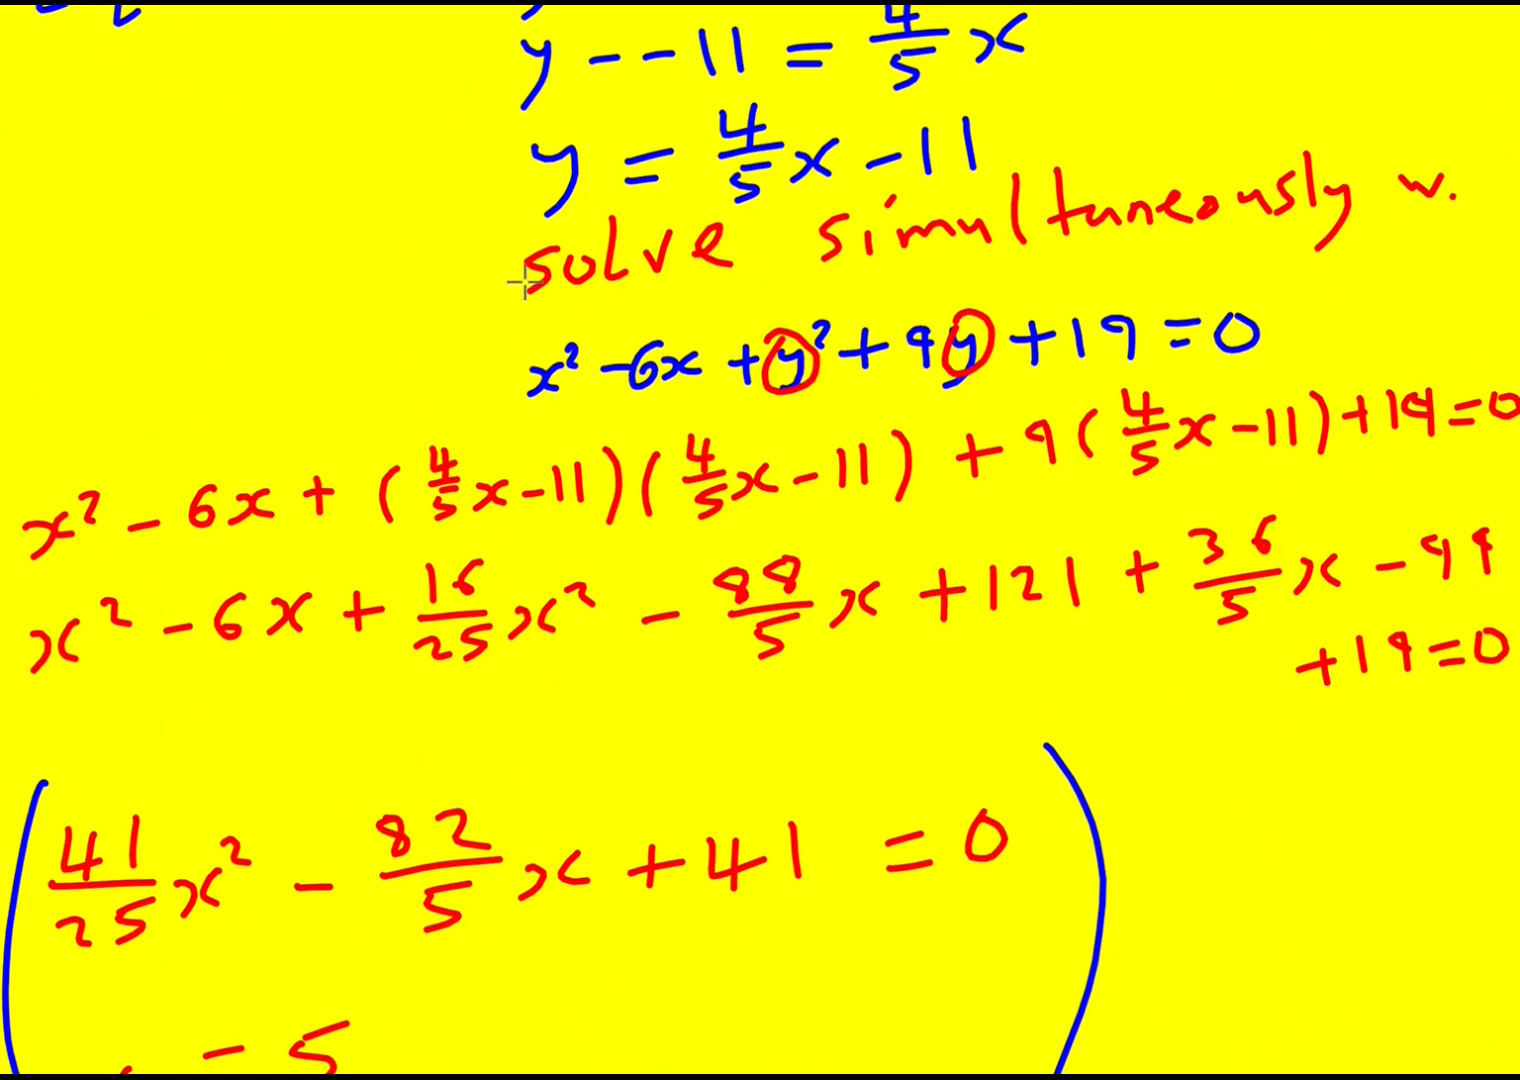 y - - 11 = 4/5 x
y = 4/5 x - 11
solve simultaneously w.
x² - 6x + y² + 9y + 19 = 0
x² - 6x + (4/5 x - 11)(4/5 x - 11) + 9(4/5 x - 11) + 19 = 0
x² - 6x + 16/25 x² - 88/5 x + 121 + 36/5 x - 99
+ 19 = 0
41/25 x² - 82/5 x + 41 = 0
= 5